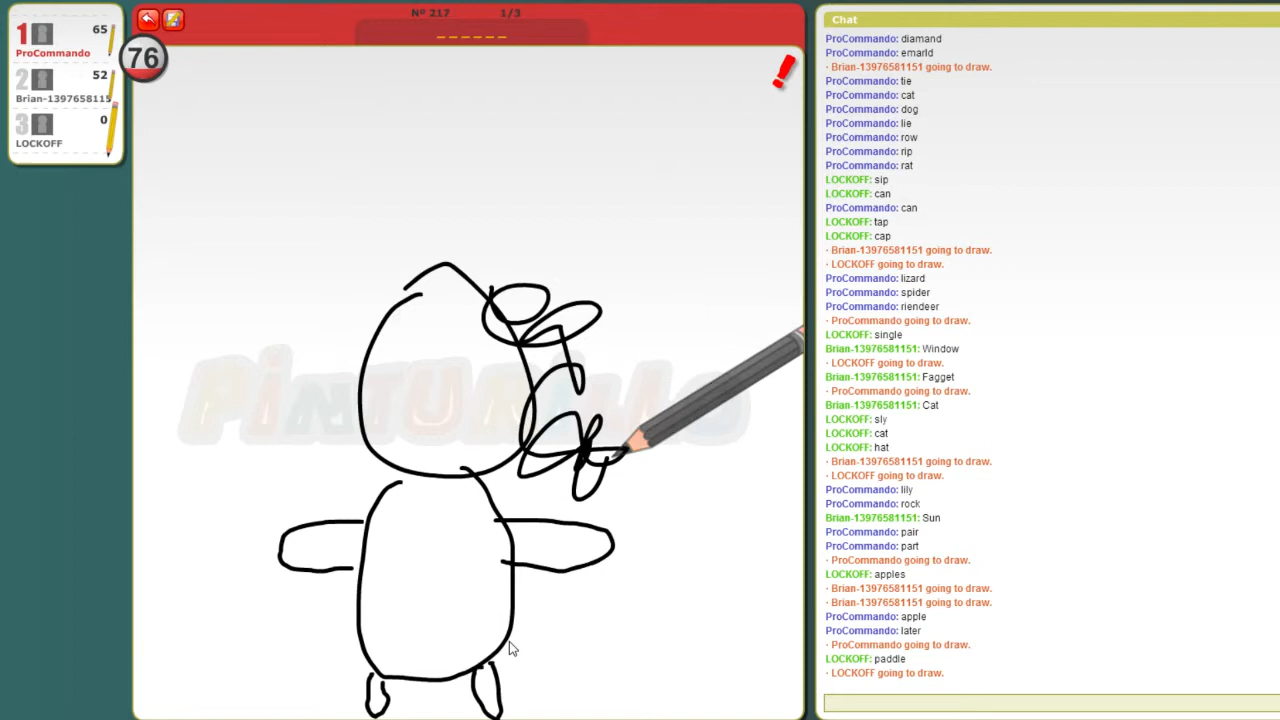 Nº 217
1/3
_ _ _ _ _ _
1 65
ProCommando
76
2 52
Brian-1397658115
3 0
LOCKOFF
Chat
ProCommando: diamand
ProCommando: emarld
· Brian-13976581151 going to draw.
ProCommando: tie
ProCommando: cat
ProCommando: dog
ProCommando: lie
ProCommando: row
ProCommando: rip
ProCommando: rat
LOCKOFF: sip
LOCKOFF: can
ProCommando: can
LOCKOFF: tap
LOCKOFF: cap
· Brian-13976581151 going to draw.
· LOCKOFF going to draw.
ProCommando: lizard
ProCommando: spider
ProCommando: riendeer
· ProCommando going to draw.
LOCKOFF: single
Brian-13976581151: Window
· LOCKOFF going to draw.
Brian-13976581151: Fagget
· ProCommando going to draw.
Brian-13976581151: Cat
LOCKOFF: sly
LOCKOFF: cat
LOCKOFF: hat
· Brian-13976581151 going to draw.
· LOCKOFF going to draw.
ProCommando: lily
ProCommando: rock
Brian-13976581151: Sun
ProCommando: pair
ProCommando: part
· ProCommando going to draw.
LOCKOFF: apples
· Brian-13976581151 going to draw.
· Brian-13976581151 going to draw.
ProCommando: apple
ProCommando: later
· ProCommando going to draw.
LOCKOFF: paddle
· LOCKOFF going to draw.